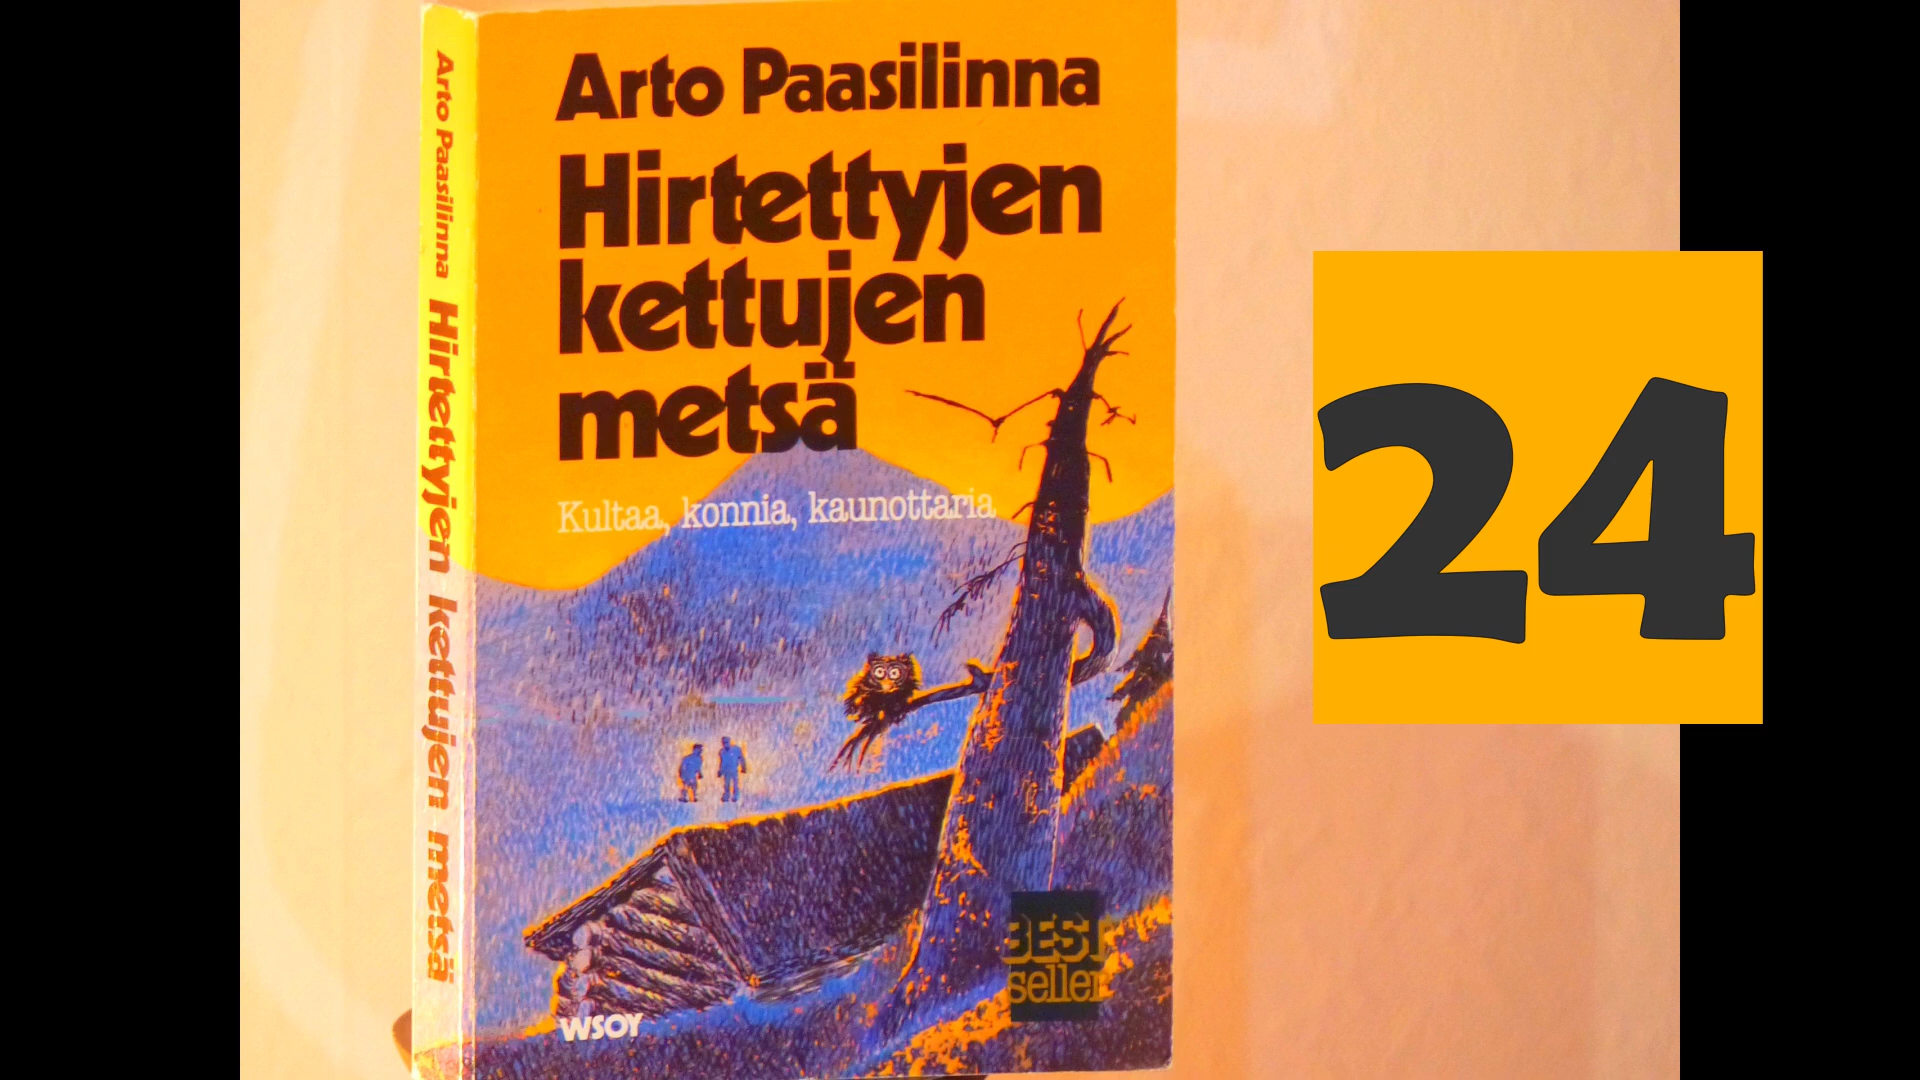 Arto Paasilinna Hirtettyjen kettujen metsä
Arto Paasilinna
Hirtettyjen
kettujen
metsä
Kultaa, konnia, kaunottaria
24
BEST
seller
WSOY